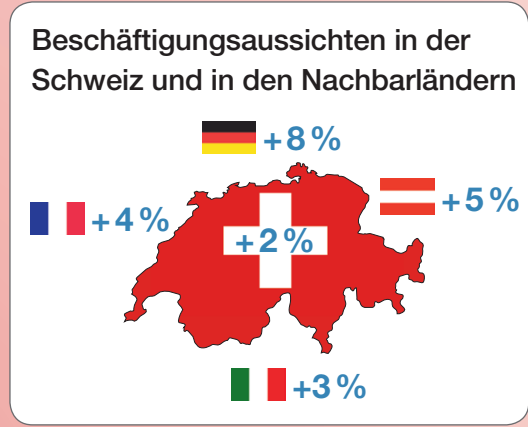 Beschäftigungsaussichten in der
Schweiz und in den Nachbarländern
+8 %
+5 %
+4 %
+2 %
+3 %